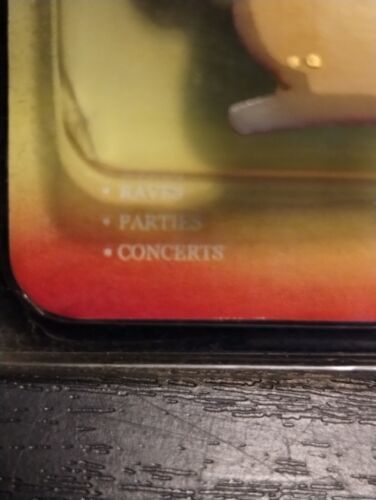 • RAVES
• PARTIES
• CONCERTS